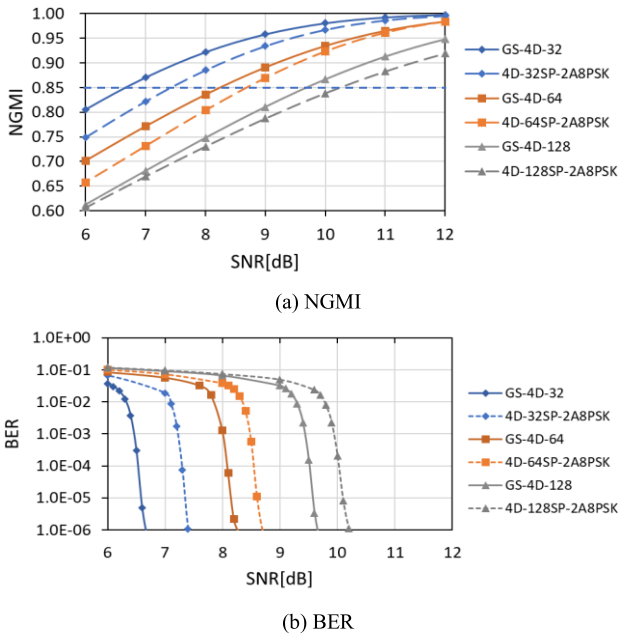 1.00
0.95
0.90
0.85
0.80
0.75
0.70
0.65
0.60
NGMI
6 7 8 9 10 11 12
SNR[dB]
GS-4D-32
4D-32SP-2A8PSK
GS-4D-64
4D-64SP-2A8PSK
GS-4D-128
4D-128SP-2A8PSK
(a) NGMI
1.0E+00
1.0E-01
1.0E-02
1.0E-03
1.0E-04
1.0E-05
1.0E-06
BER
6 7 8 9 10 11 12
SNR[dB]
GS-4D-32
4D-32SP-2A8PSK
GS-4D-64
4D-64SP-2A8PSK
GS-4D-128
4D-128SP-2A8PSK
(b) BER